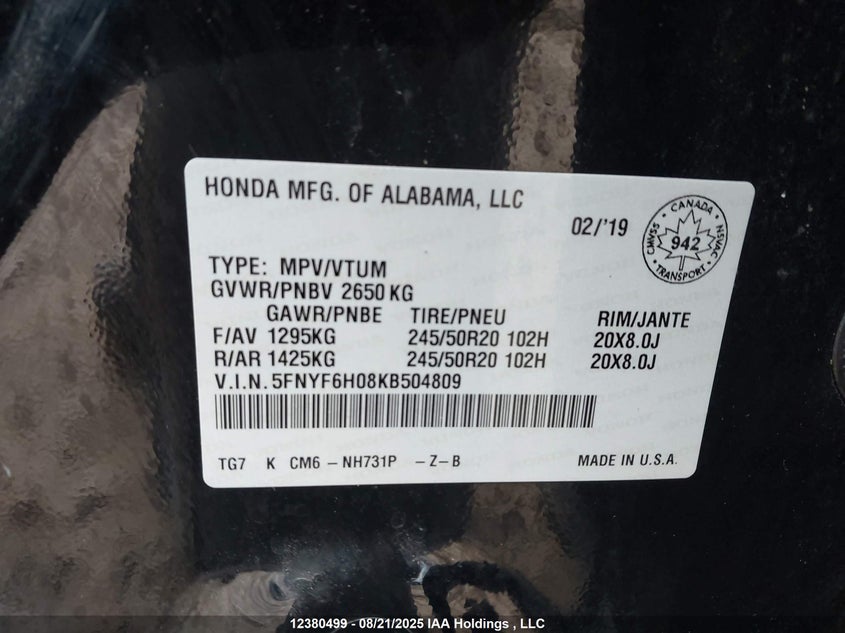 HONDA MFG. OF ALABAMA, LLC
02/'19
CANADA
CMVSS 942 NSVAC
TRANSPORT
TYPE: MPV/VTUM
GVWR/PNBV 2650 KG
GAWR/PNBE TIRE/PNEU RIM/JANTE
F/AV 1295KG 245/50R20 102H 20X8.0J
R/AR 1425KG 245/50R20 102H 20X8.0J
V.I.N. 5FNYF6H08KB504809
TG7 K CM6 - NH731P - Z - B MADE IN U.S.A.
12380499 - 08/21/2025 IAA Holdings , LLC